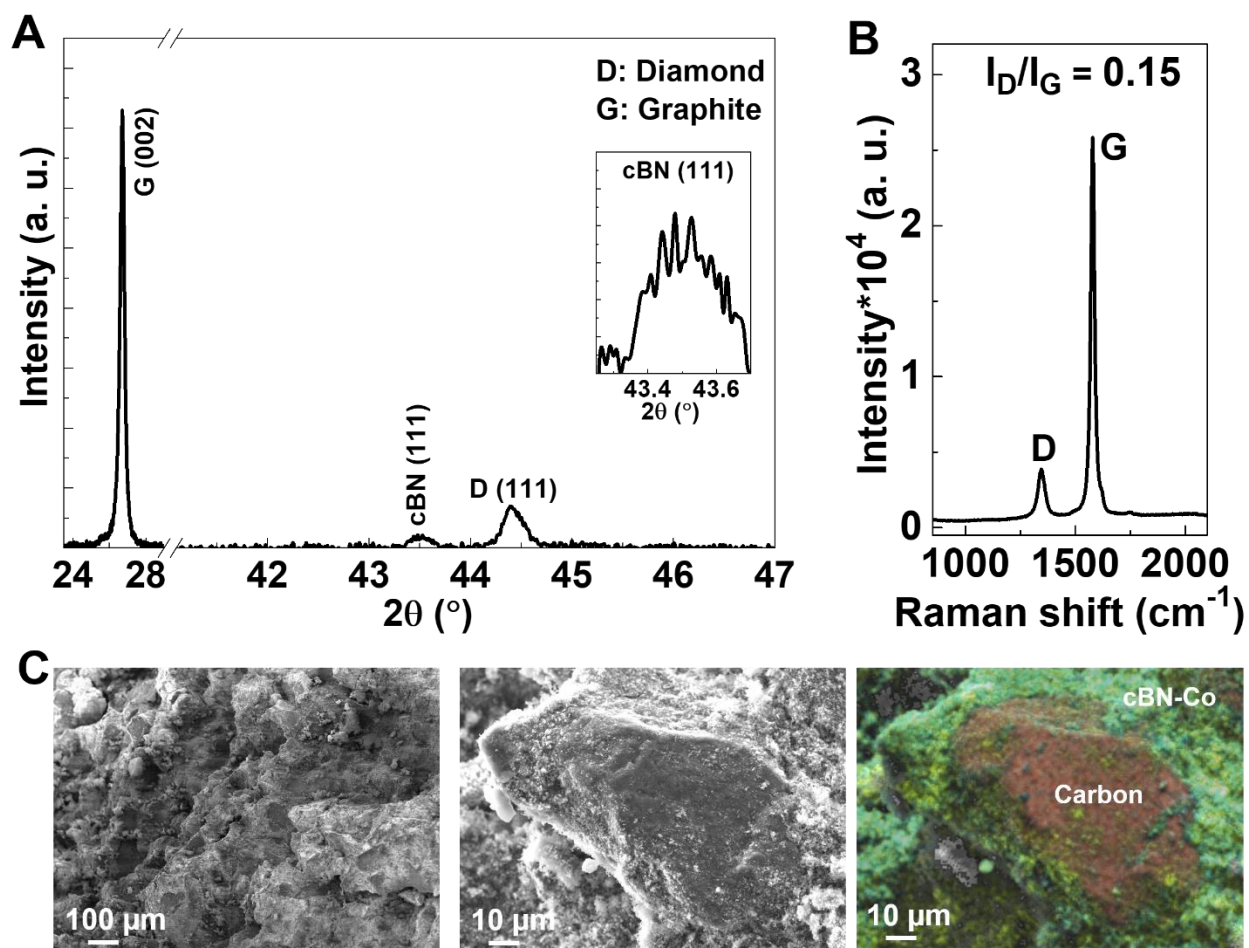 A
D: Diamond
G: Graphite
G (002)
cBN (111)
43.4 43.6
2θ (°)
cBN (111)
D (111)
Intensity (a. u.)
24 28 42 43 44 45 46 47
2θ (°)
B
I_D/I_G = 0.15
G
D
3
2
1
0
Intensity*10^4 (a. u.)
1000 1500 2000
Raman shift (cm^-1)
C
100 μm
10 μm
cBN-Co
Carbon
10 μm